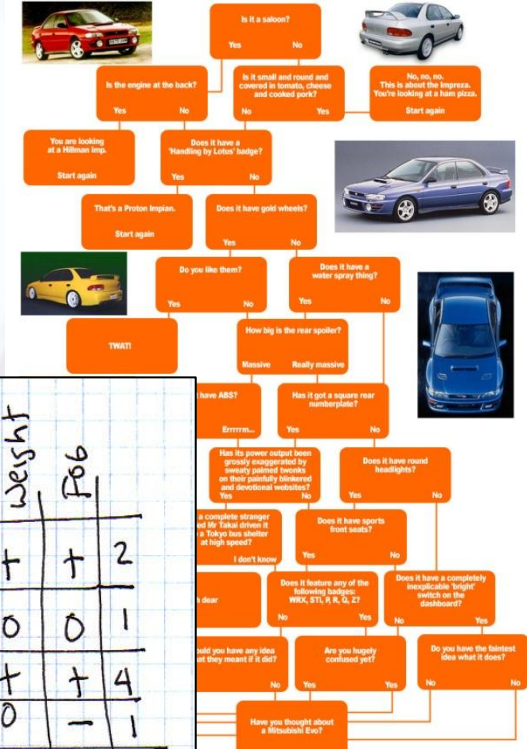 Is it a saloon?
Yes No
Is the engine at the back?
Yes No
Is it small and round and
covered in tomato, cheese
and cooked pork?
No Yes
No, no, no.
This is about the Impreza.
You're looking at a ham pizza.
Start again
You are looking
at a Hillman Imp.
Start again
Does it have a
'Handling by Lotus' badge?
Yes No
That's a Proton Impian.
Start again
Does it have gold wheels?
Yes No
Do you like them?
Yes No
Does it have a
water spray thing?
Yes No
TWAT!
How big is the rear spoiler?
Massive Really massive
have ABS?
Errrrrm...
Has it got a square rear
numberplate?
Yes No
Has its power output been
grossly exaggerated by
sweaty palmed twonks
on their painfully blinkered
and devotional websites?
Yes No
Does it have round
headlights?
Yes No
a complete stranger
ed Mr Takai driven it
a Tokyo bus shelter
at high speed?
I don't know
Does it have sports
front seats?
Yes No
h dear
Does it feature any of the
following badges:
WRX, STi, P, R, Q, Z?
No Yes
Does it have a completely
inexplicable 'bright'
switch on the
dashboard?
No Yes
ould you have any idea
at they meant if it did?
No
Are you hugely
confused yet?
Yes Yes
Do you have the faintest
idea what it does?
No No
Have you thought about
a Mitsubishi Evo?
Weight
Fob
+ + 2
0 0 1
+ + 4
0 - 1